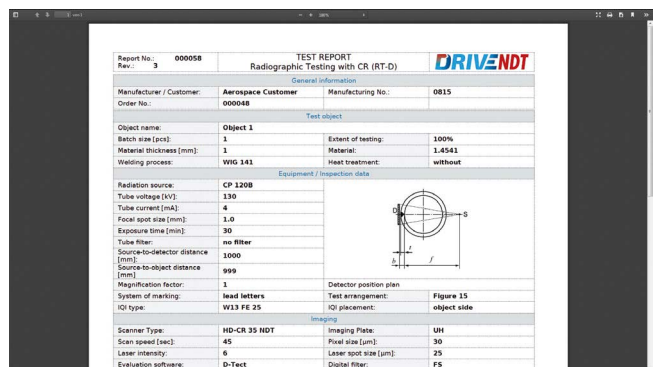 200%
Report No.: 000058
Rev.: 3
TEST REPORT
Radiographic Testing with CR (RT-D)
DRIVENDT
General information
Manufacturer / Customer: Aerospace Customer Manufacturing No.: 0815
Order No.: 000048
Test object
Object name: Object 1
Batch size [pcs]: 1 Extent of testing: 100%
Material thickness [mm]: 1 Material: 1.4541
Welding process: WIG 141 Heat treatment: without
Equipment / Inspection data
Radiation source: CP 120B
Tube voltage [kV]: 130
Tube current [mA]: 4
Focal spot size [mm]: 1.0
Exposure time [min]: 30
Tube filter: no filter
Source-to-detector distance [mm]: 1000
Source-to-object distance [mm] 999
D S
t
b f
Magnification factor: 1 Detector position plan
System of marking: lead letters Test arrangement: Figure 15
IQI type: W13 FE 25 IQI placement: object side
Imaging
Scanner Type: HD-CR 35 NDT Imaging Plate: UH
Scan speed [sec]: 45 Pixel size [µm]: 30
Laser intensity: 6 Laser spot size [µm]: 25
Evaluation software: D-Tect Digital filter: FS